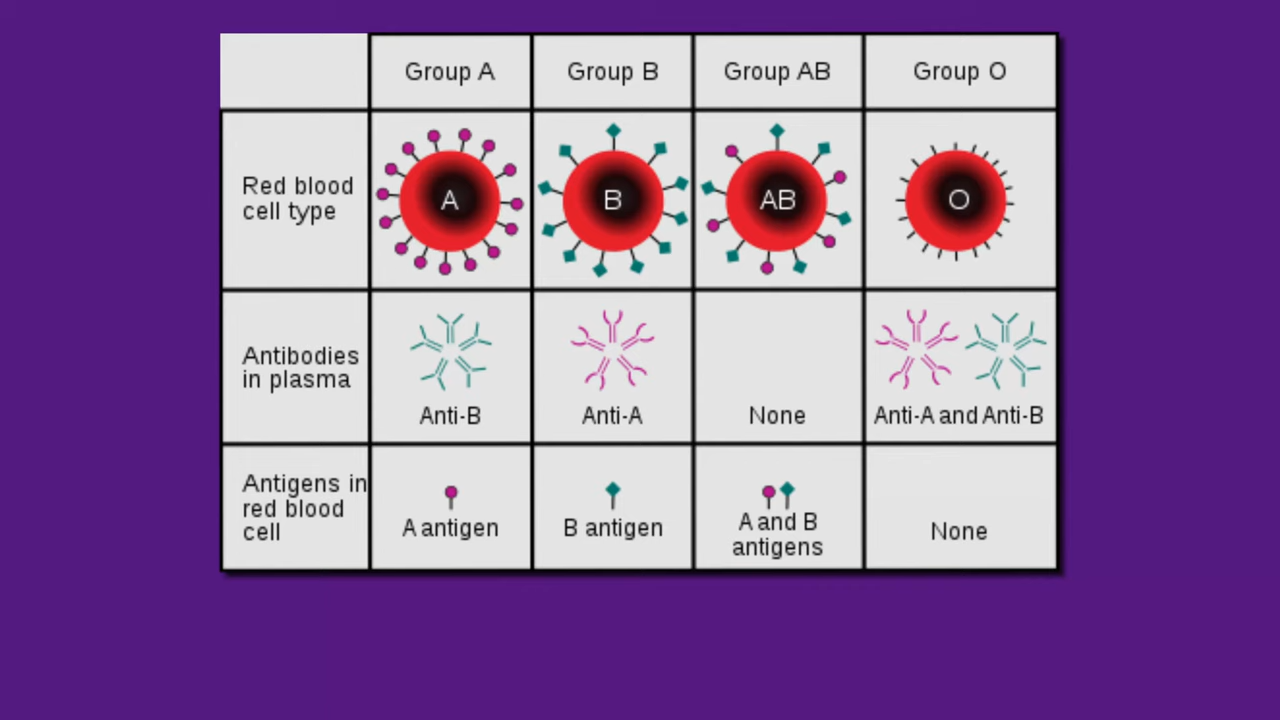 Group A
Group B
Group AB
Group O
Red blood
cell type
A
B
AB
O
Antibodies
in plasma
Anti-B
Anti-A
None
Anti-A and Anti-B
Antigens in
red blood
cell
A antigen
B antigen
A and B
antigens
None